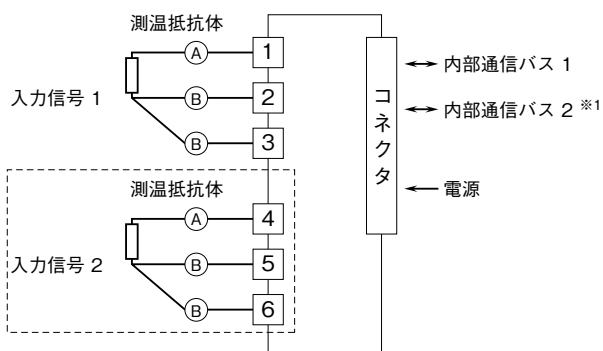 測温抵抗体
入力信号 1
A 1
B 2
B 3
測温抵抗体
入力信号 2
A 4
B 5
B 6
コネクタ
内部通信バス 1
内部通信バス 2 ※1
電源